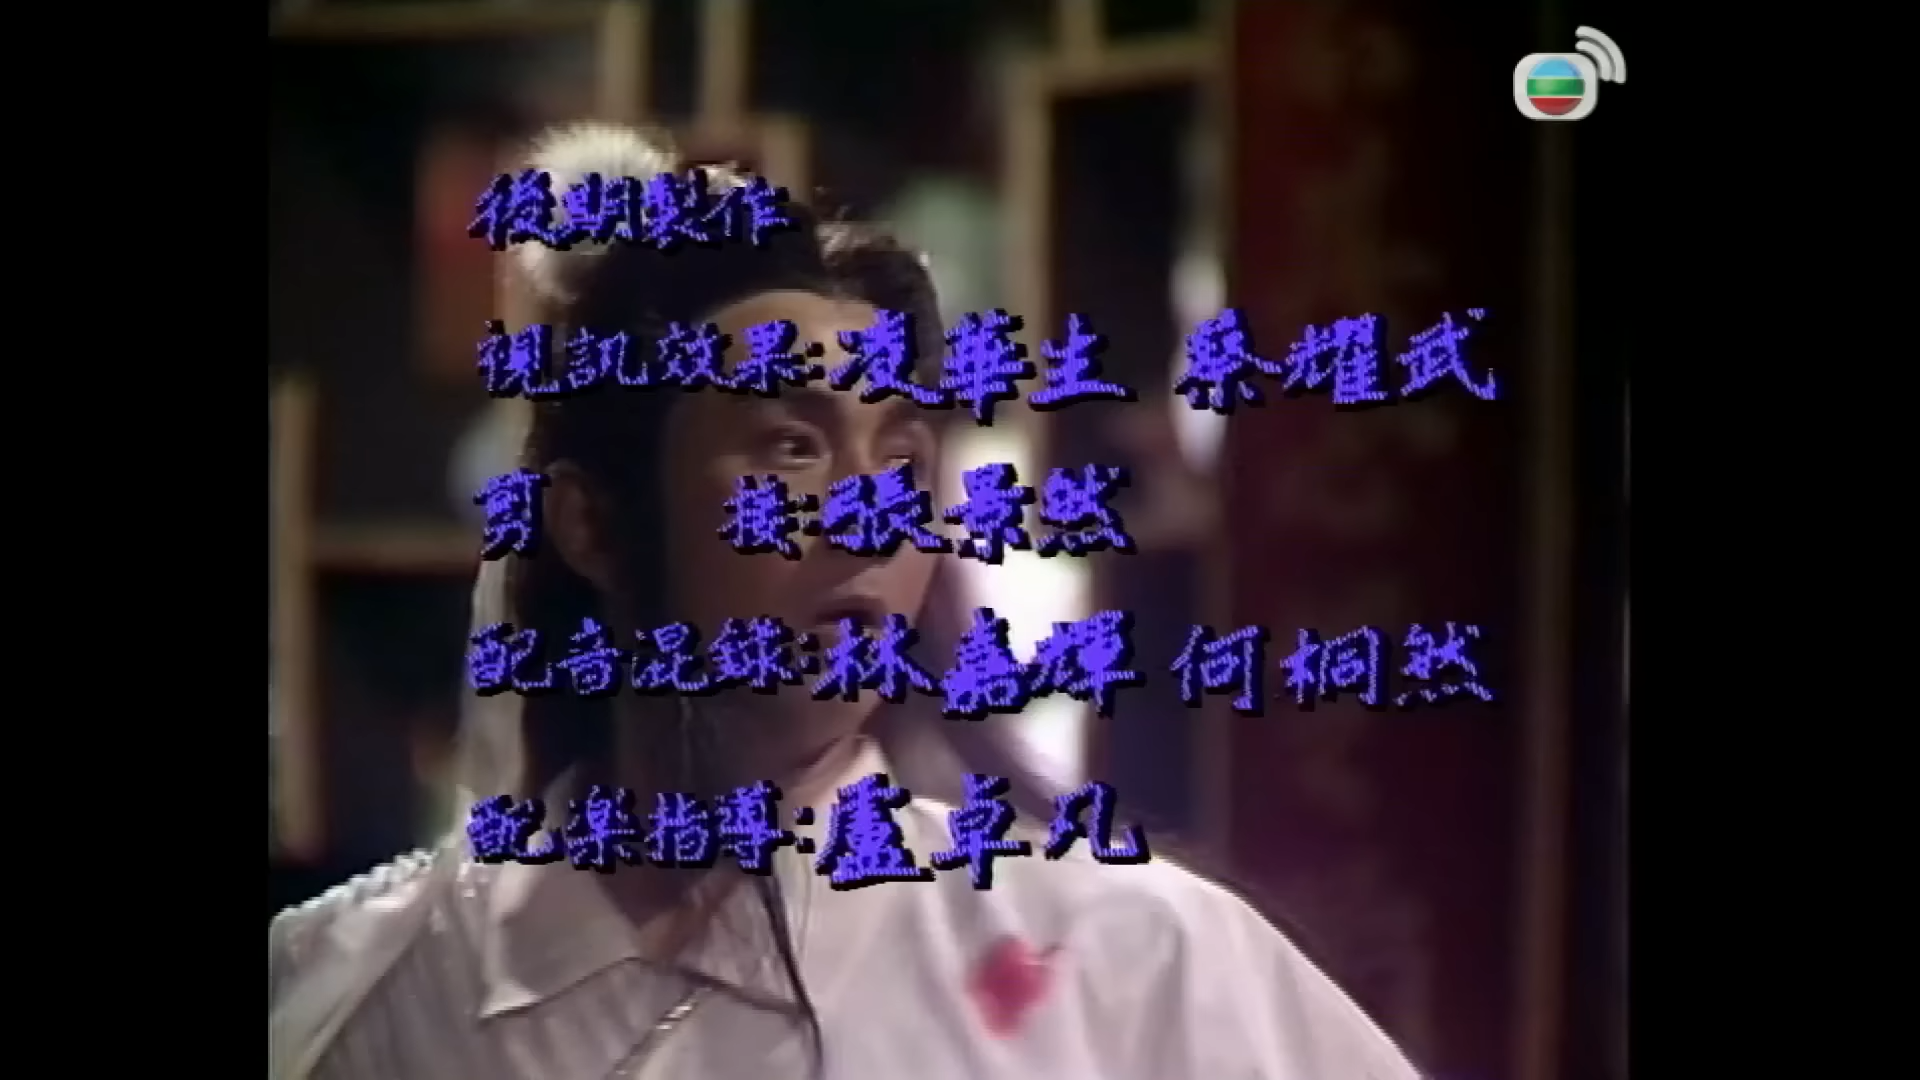 後期製作
視訊效果:凌華生 蔡耀武
剪 接:張景然
配音混錄:林嘉輝 何桐然
配樂指導:盧卓凡